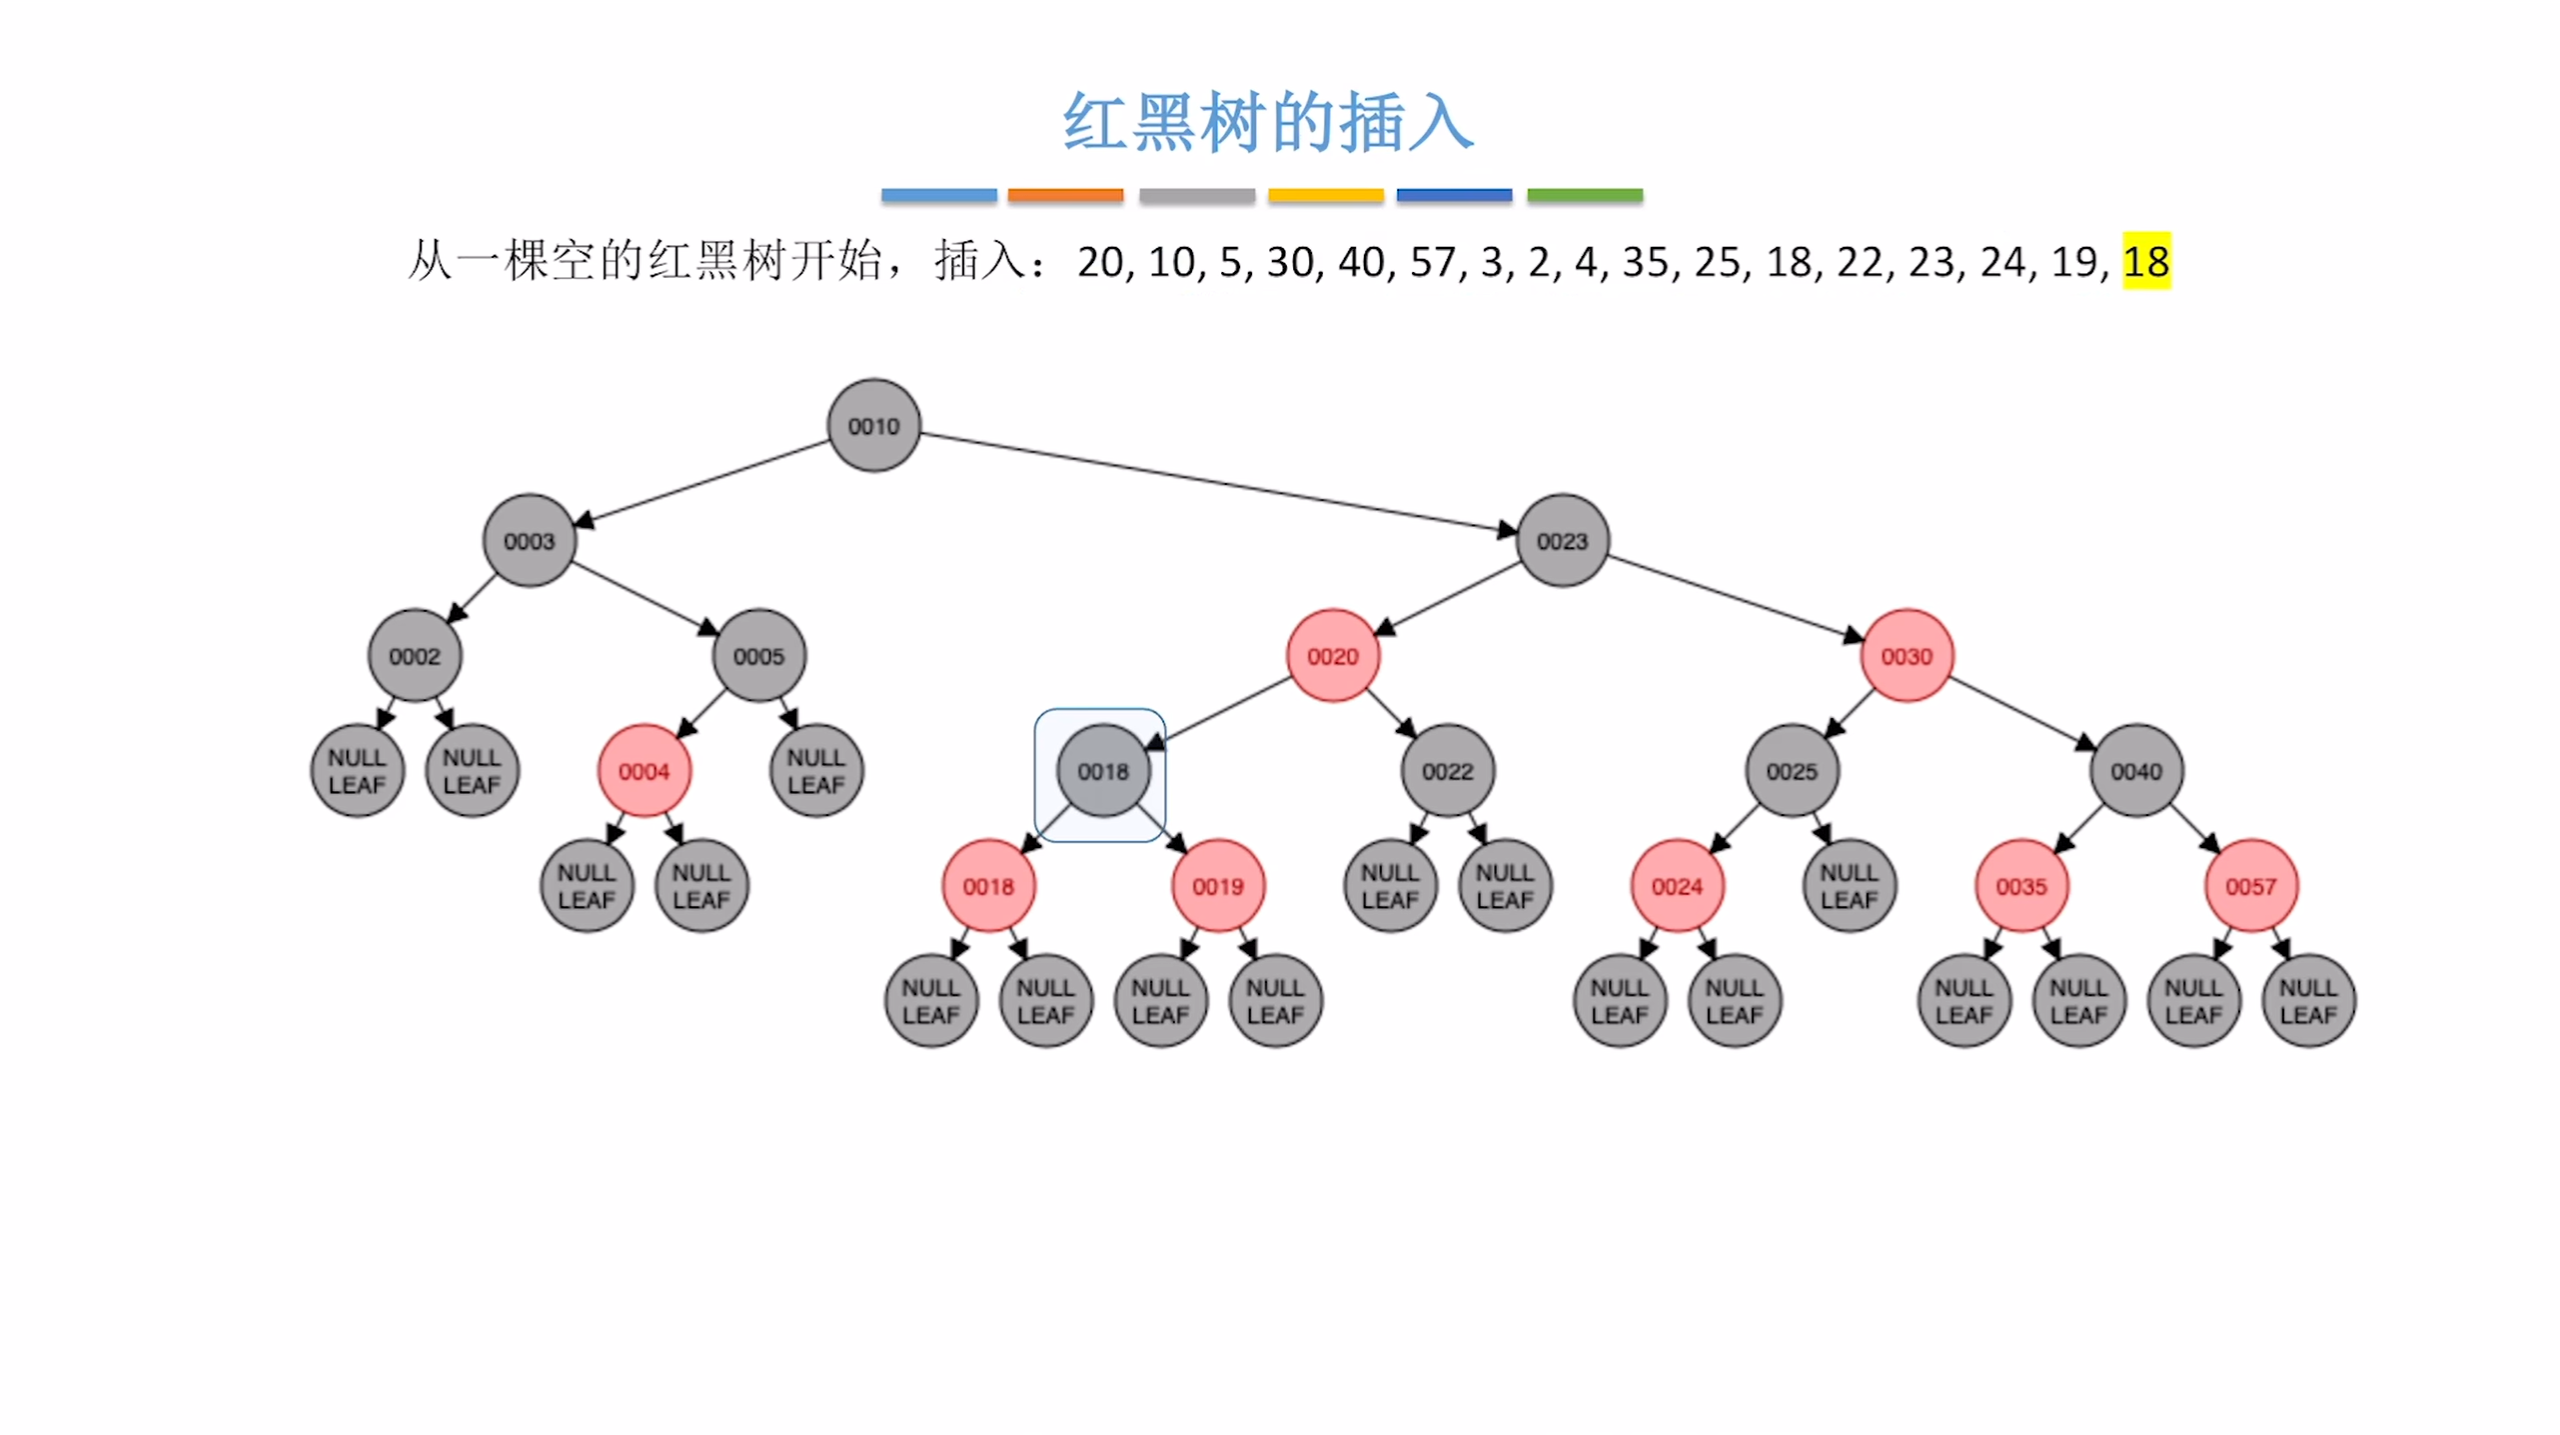 红黑树的插入
从一棵空的红黑树开始，插入：20, 10, 5, 30, 40, 57, 3, 2, 4, 35, 25, 18, 22, 23, 24, 19, 18
0010
0003
0023
0002
0005
0020
0030
NULL
LEAF
NULL
LEAF
0004
NULL
LEAF
0018
0022
0025
0040
NULL
LEAF
NULL
LEAF
0018
0019
NULL
LEAF
NULL
LEAF
0024
NULL
LEAF
0035
0057
NULL
LEAF
NULL
LEAF
NULL
LEAF
NULL
LEAF
NULL
LEAF
NULL
LEAF
NULL
LEAF
NULL
LEAF
NULL
LEAF
NULL
LEAF